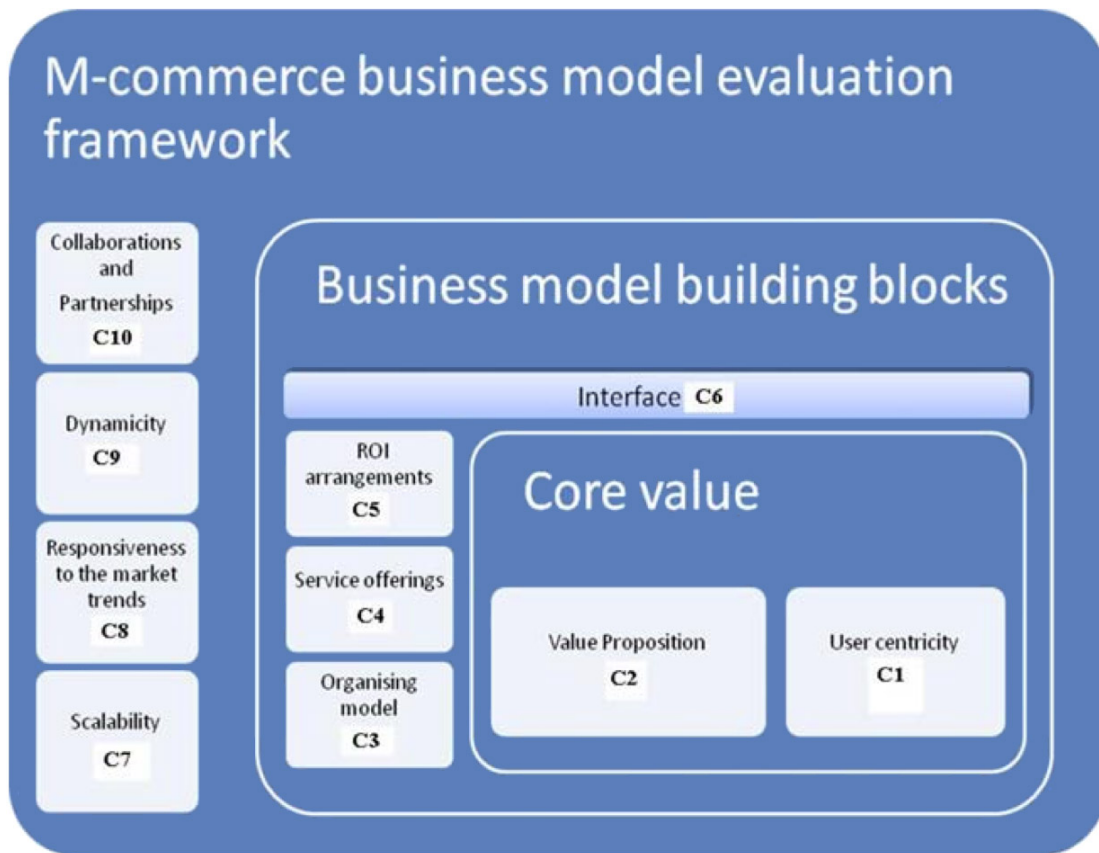 M-commerce business model evaluation
framework
Collaborations
and
Partnerships
C10
Dynamicity
C9
Responsiveness
to the market
trends
C8
Scalability
C7
Business model building blocks
Interface C6
ROI
arrangements
C5
Service offerings
C4
Organising
model
C3
Core value
Value Proposition
C2
User centricity
C1